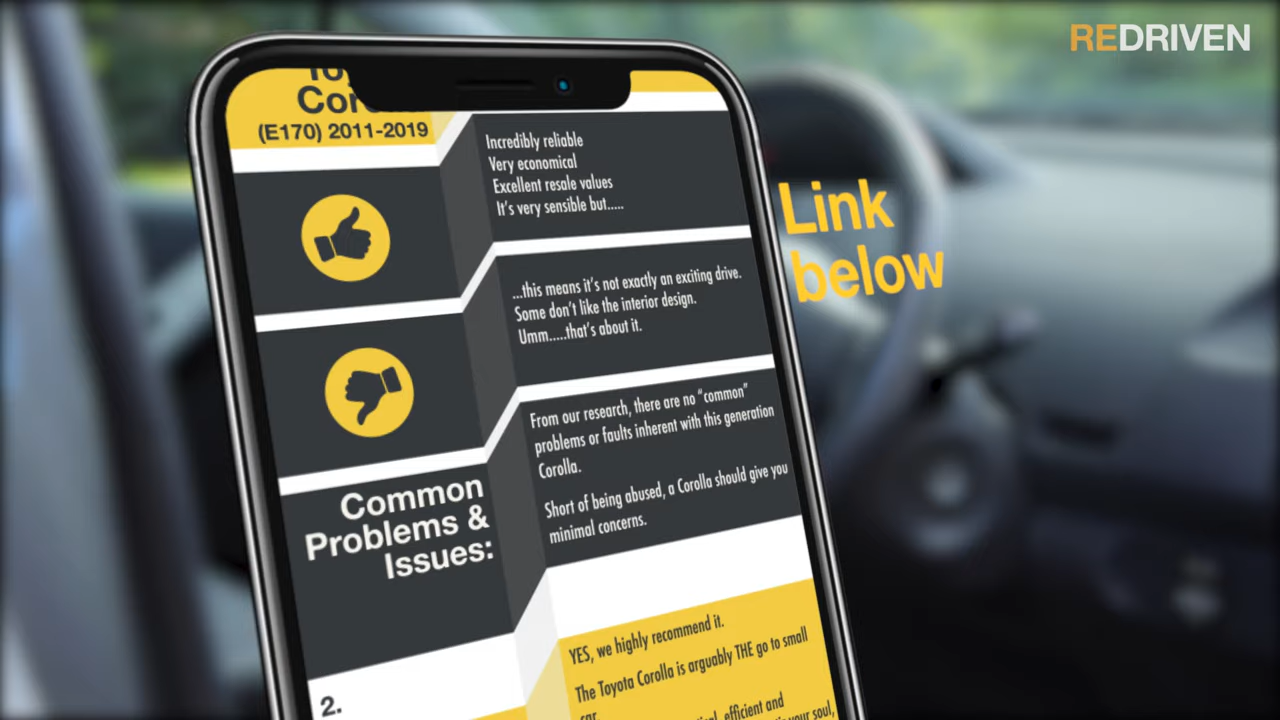 REDRIVEN
(E170) 2011-2019
Incredibly reliable
Very economical
Excellent resale values
It's very sensible but.....
Link
below
...this means it's not exactly an exciting drive.
Some don't like the interior design.
Umm.....that's about it.
Common
Problems &
Issues:
From our research, there are no "common"
problems or faults inherent with this generation
Corolla.
Short of being abused, a Corolla should give you
minimal concerns.
2.
YES, we highly recommend it.
The Toyota Corolla is arguably THE go to small
car.
efficient and
your soul,